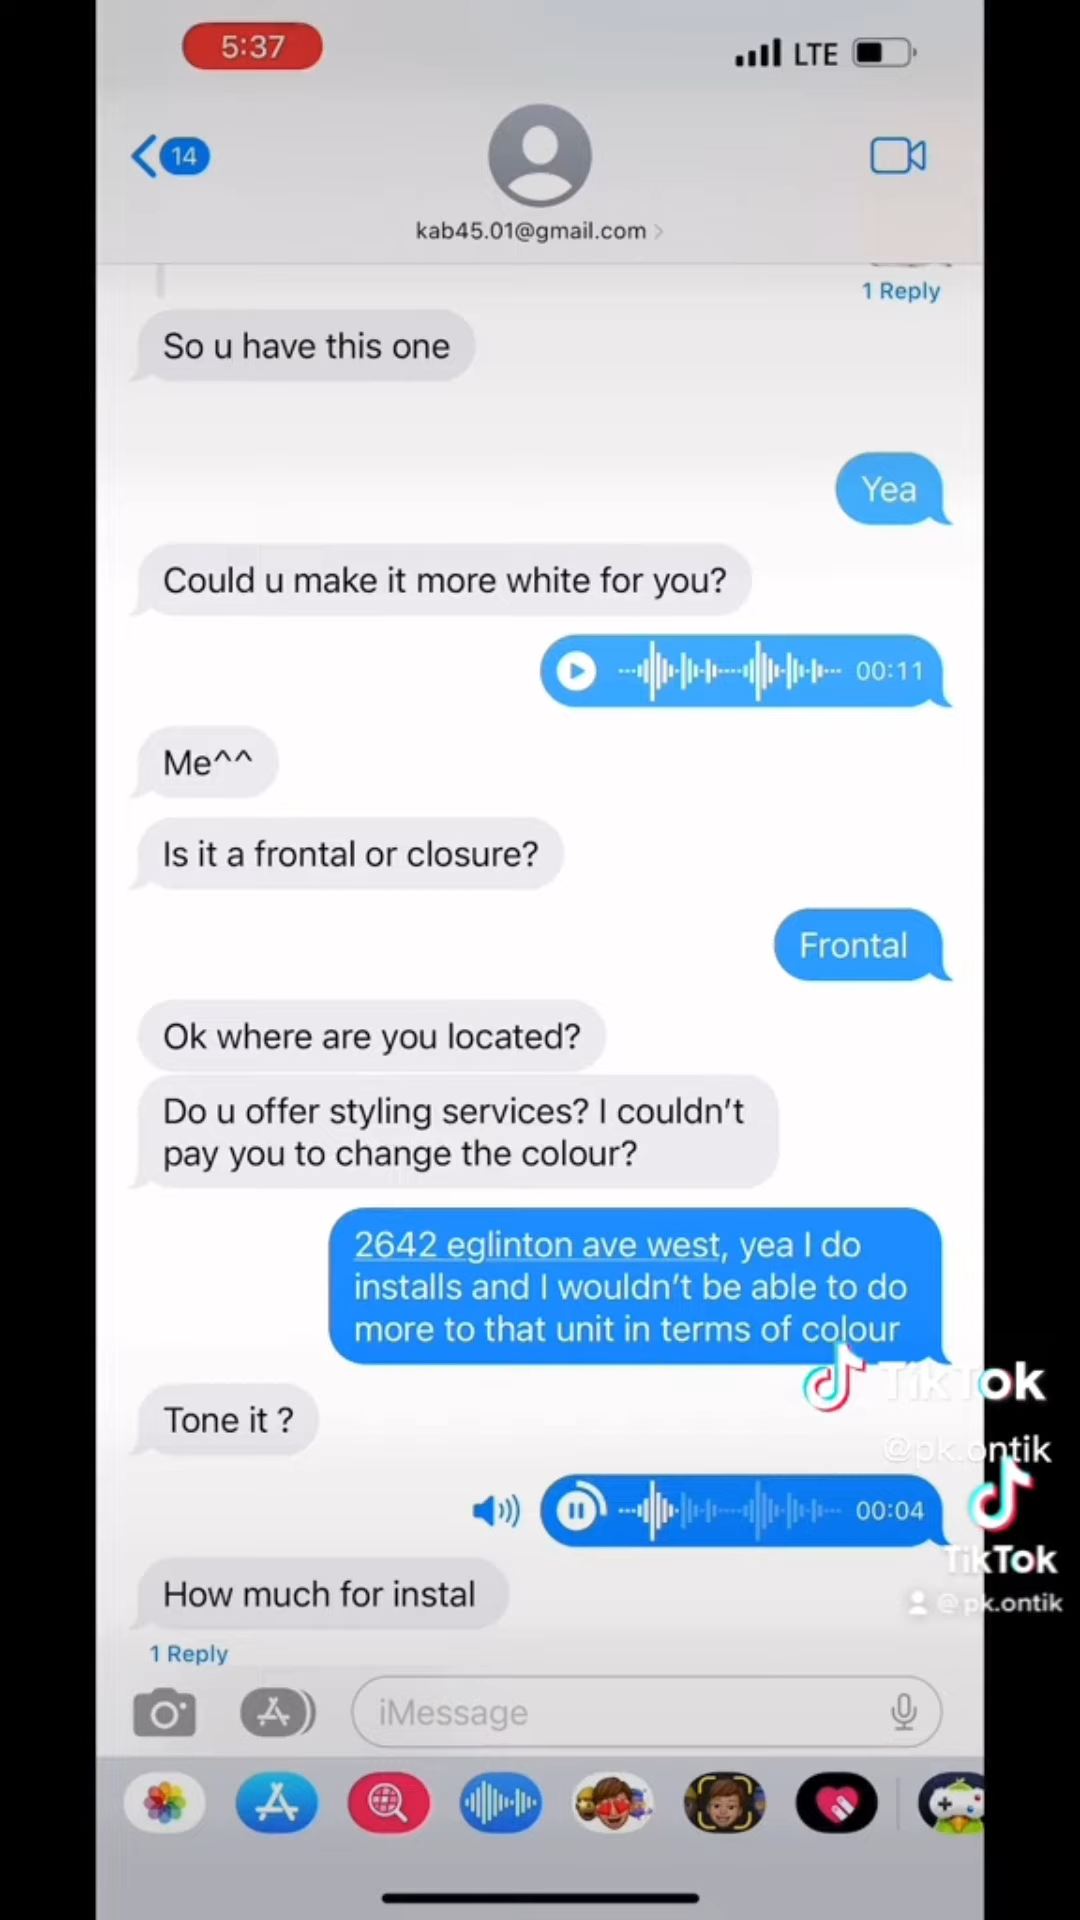 5:37
LTE
14
kab45.01@gmail.com
1 Reply
So u have this one
Yea
Could u make it more white for you?
00:11
Me^^
Is it a frontal or closure?
Frontal
Ok where are you located?
Do u offer styling services? I couldn't
pay you to change the colour?
2642 eglinton ave west, yea I do
installs and I wouldn't be able to do
more to that unit in terms of colour
TikTok
@pk.ontik
Tone it ?
00:04
TikTok
@pk.ontik
How much for instal
1 Reply
iMessage